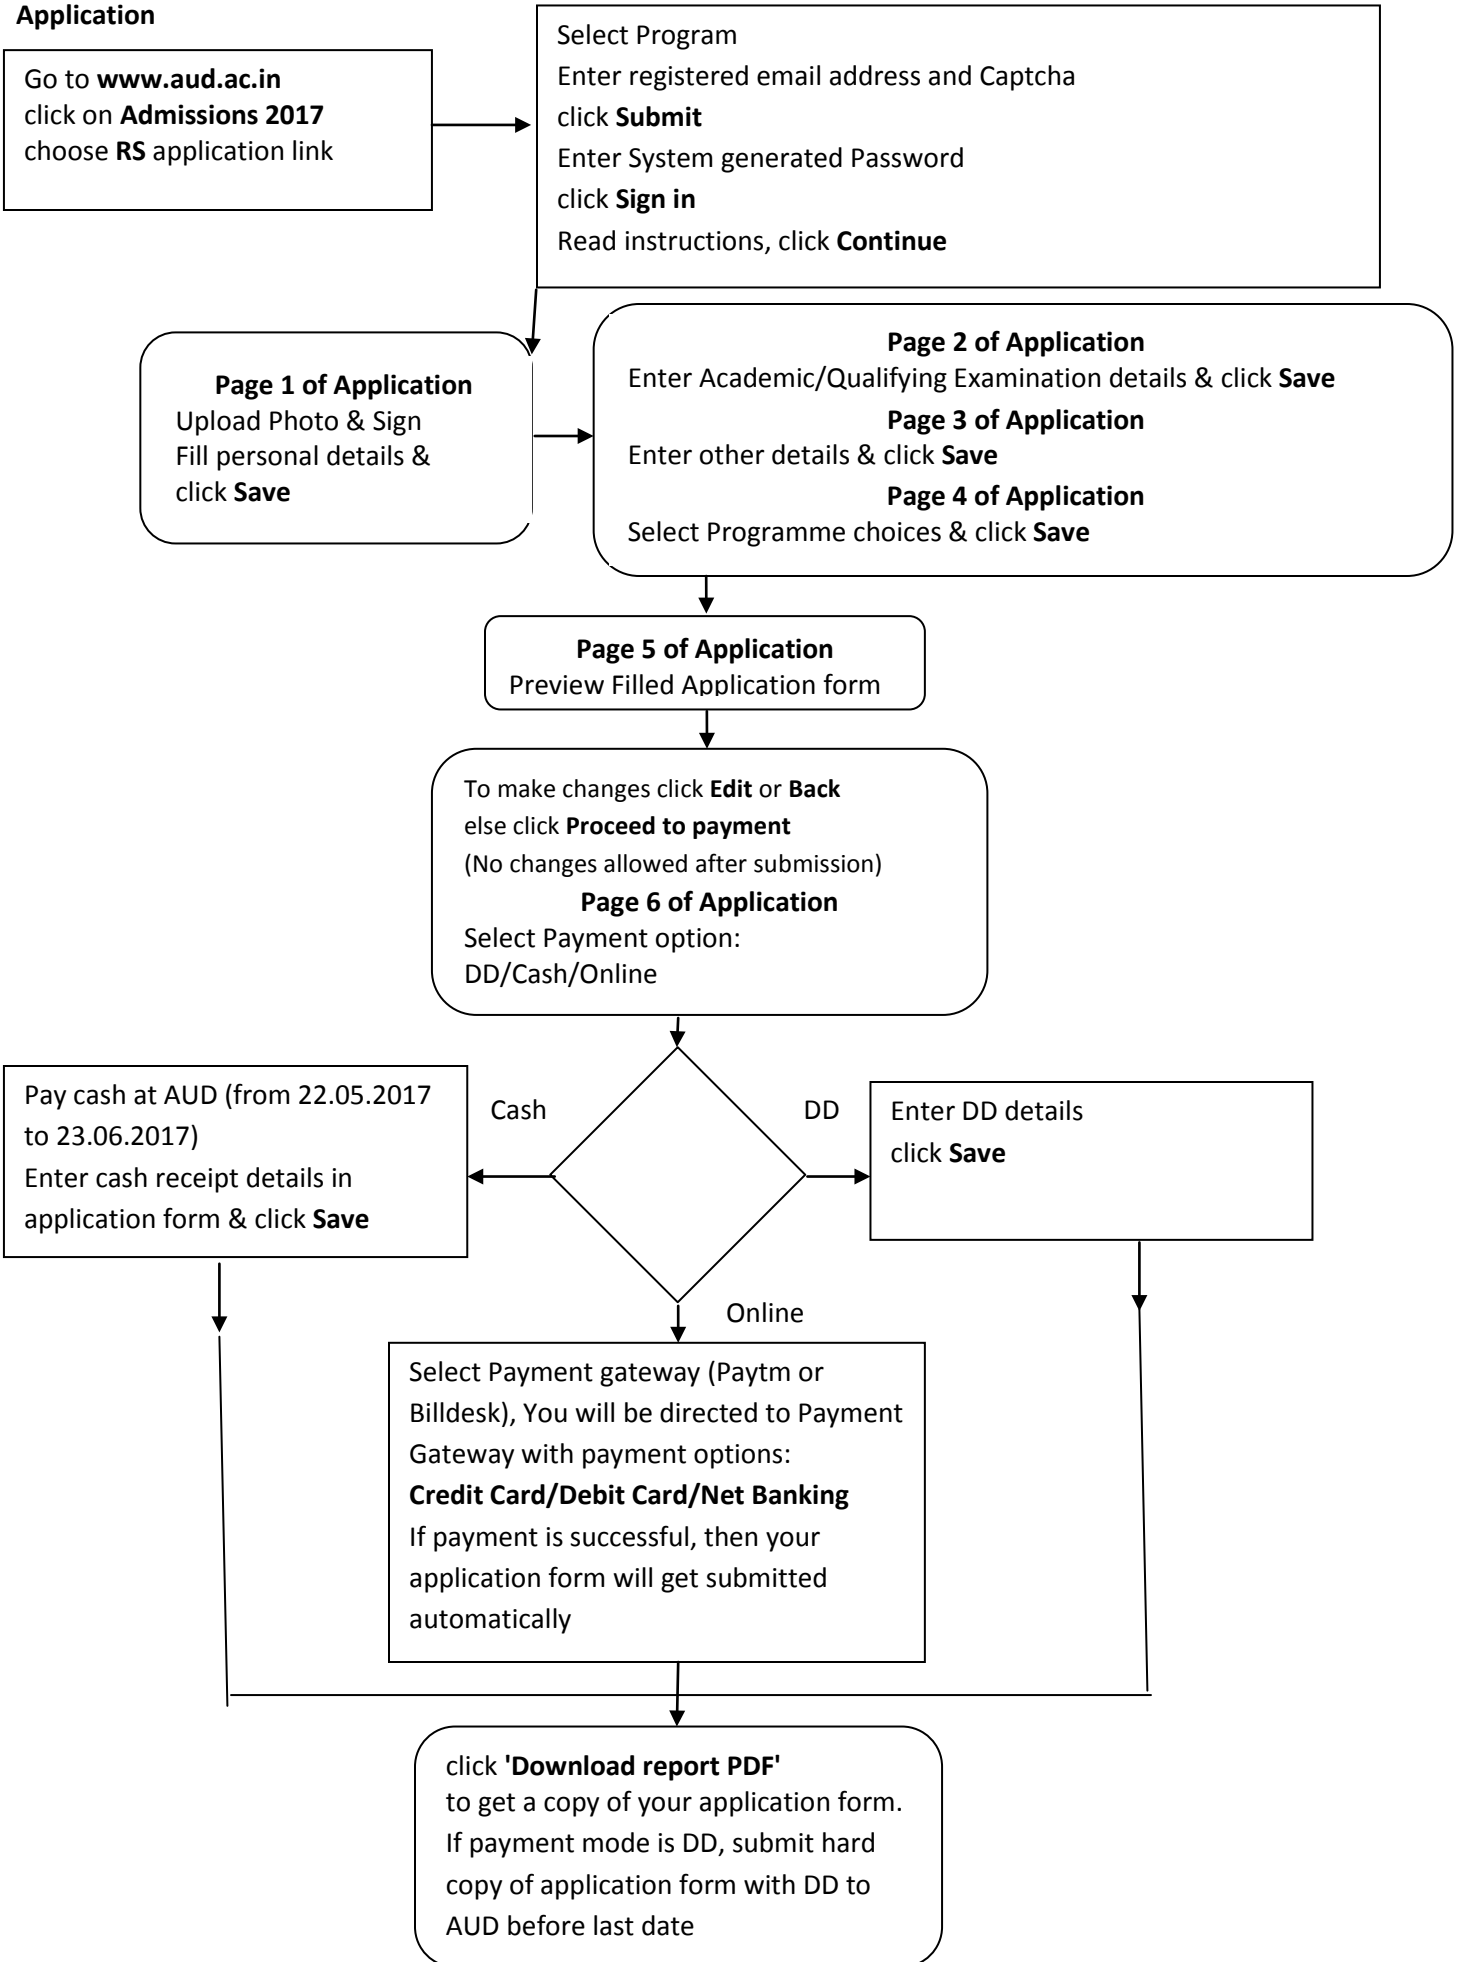 Application
Go to www.aud.ac.in
click on Admissions 2017
choose RS application link
Select Program
Enter registered email address and Captcha
click Submit
Enter System generated Password
click Sign in
Read instructions, click Continue
Page 1 of Application
Upload Photo & Sign
Fill personal details &
click Save
Page 2 of Application
Enter Academic/Qualifying Examination details & click Save
Page 3 of Application
Enter other details & click Save
Page 4 of Application
Select Programme choices & click Save
Page 5 of Application
Preview Filled Application form
To make changes click Edit or Back
else click Proceed to payment
(No changes allowed after submission)
Page 6 of Application
Select Payment option:
DD/Cash/Online
Pay cash at AUD (from 22.05.2017
to 23.06.2017)
Enter cash receipt details in
application form & click Save
Cash
DD
Enter DD details
click Save
Online
Select Payment gateway (Paytm or
Billdesk), You will be directed to Payment
Gateway with payment options:
Credit Card/Debit Card/Net Banking
If payment is successful, then your
application form will get submitted
automatically
click 'Download report PDF'
to get a copy of your application form.
If payment mode is DD, submit hard
copy of application form with DD to
AUD before last date